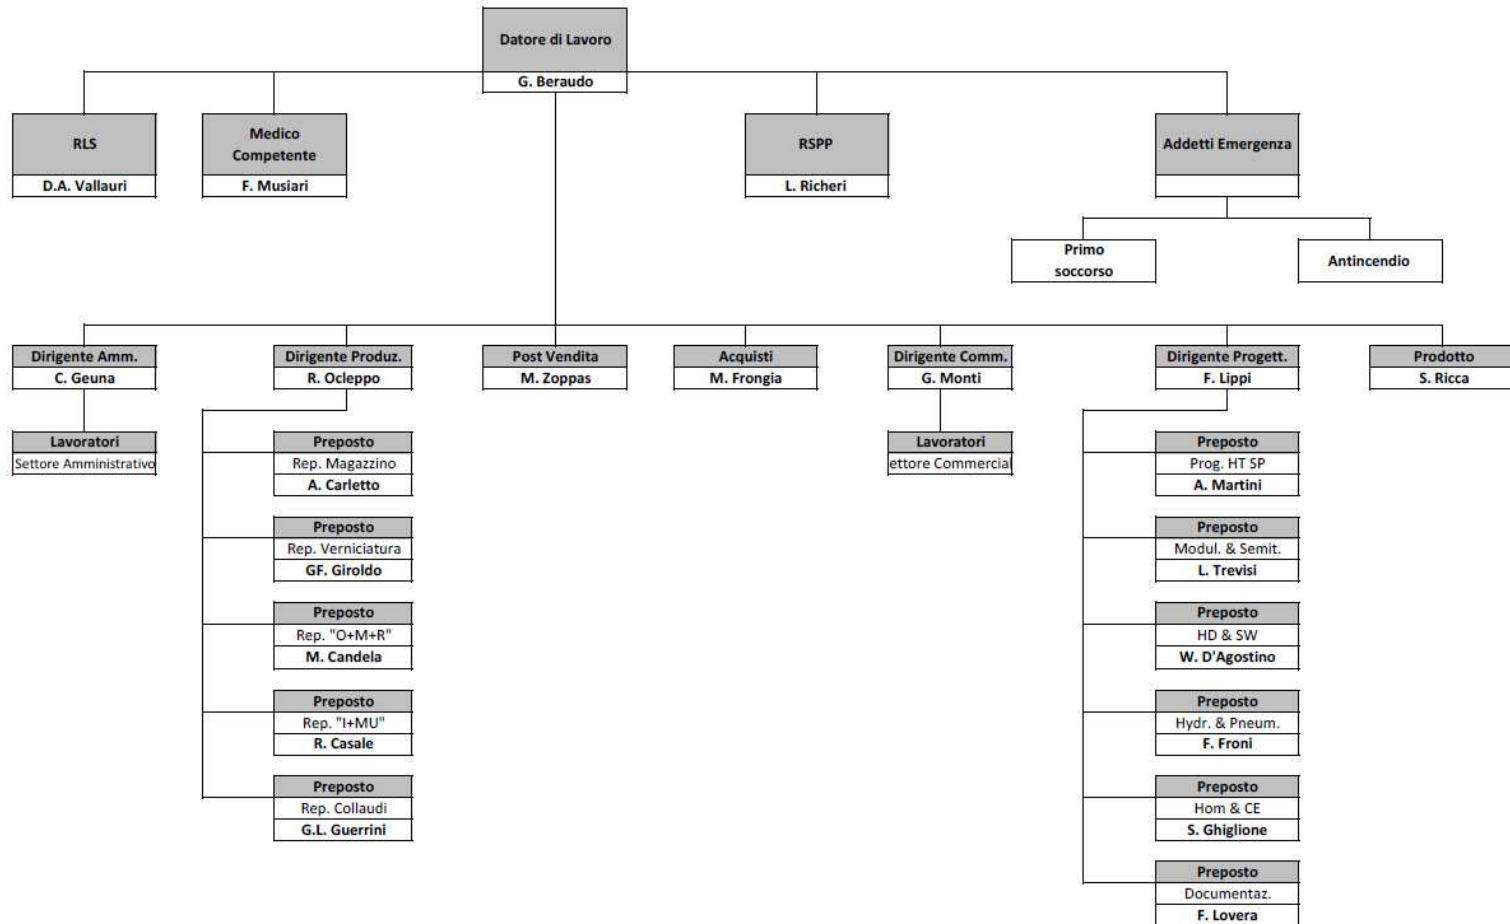 Datore di Lavoro
G. Beraudo
RLS
D.A. Vallauri
Medico
Competente
F. Musiari
RSPP
L. Richeri
Addetti Emergenza
Primo
soccorso
Antincendio
Dirigente Amm.
C. Geuna
Dirigente Produz.
R. Ocleppo
Post Vendita
M. Zoppas
Acquisti
M. Frongia
Dirigente Comm.
G. Monti
Dirigente Progett.
F. Lippi
Prodotto
S. Ricca
Lavoratori
Settore Amministrativo
Preposto
Rep. Magazzino
A. Carletto
Preposto
Rep. Verniciatura
GF. Giroldo
Preposto
Rep. "O+M+R"
M. Candela
Preposto
Rep. "I+MU"
R. Casale
Preposto
Rep. Collaudi
G.L. Guerrini
Lavoratori
ettore Commercial
Preposto
Prog. HT SP
A. Martini
Preposto
Modul. & Semit.
L. Trevisi
Preposto
HD & SW
W. D'Agostino
Preposto
Hydr. & Pneum.
F. Froni
Preposto
Hom & CE
S. Ghiglione
Preposto
Documentaz.
F. Lovera